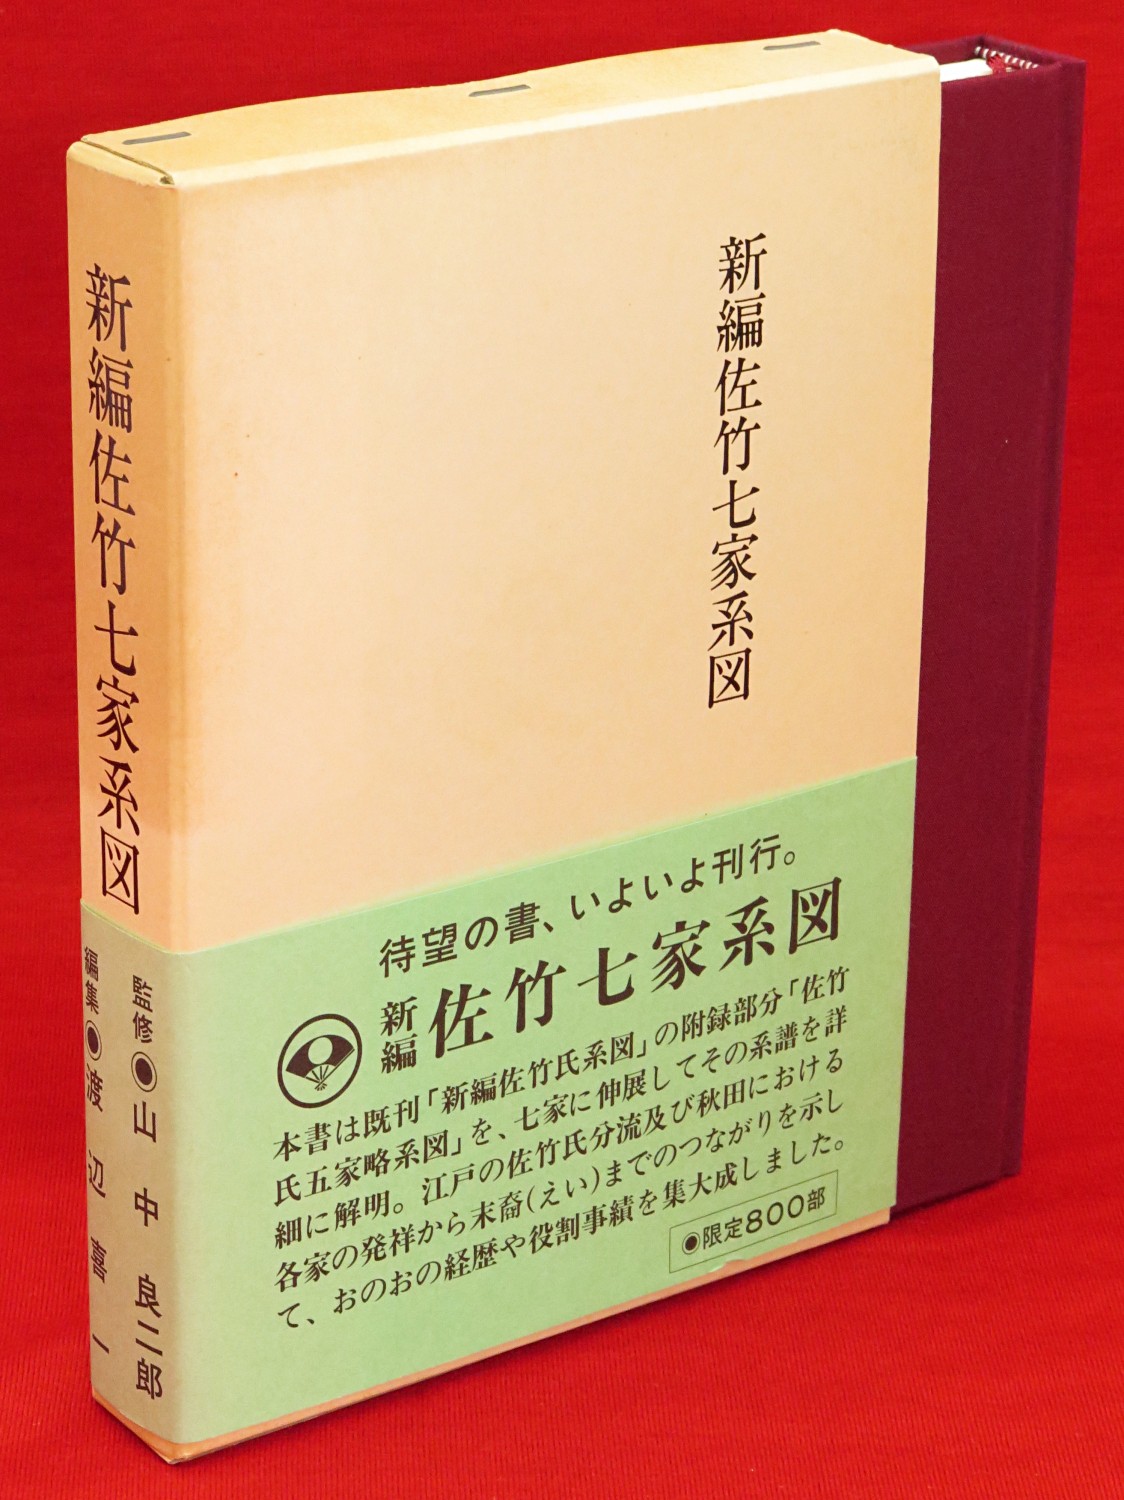 新編佐竹七家系図
新編佐竹七家系図
監修●山中良二郎
編集●渡辺喜一
待望の書、いよいよ刊行。
新編佐竹七家系図
本書は既刊「新編佐竹氏系図」の附録部分「佐竹
氏五家略系図」を、七家に伸展してその系譜を詳
細に解明。江戸の佐竹氏分流及び秋田における
各家の発祥から末裔(えい)までのつながりを示し
て、おのおの経歴や役割事績を集大成しました。
●限定800部